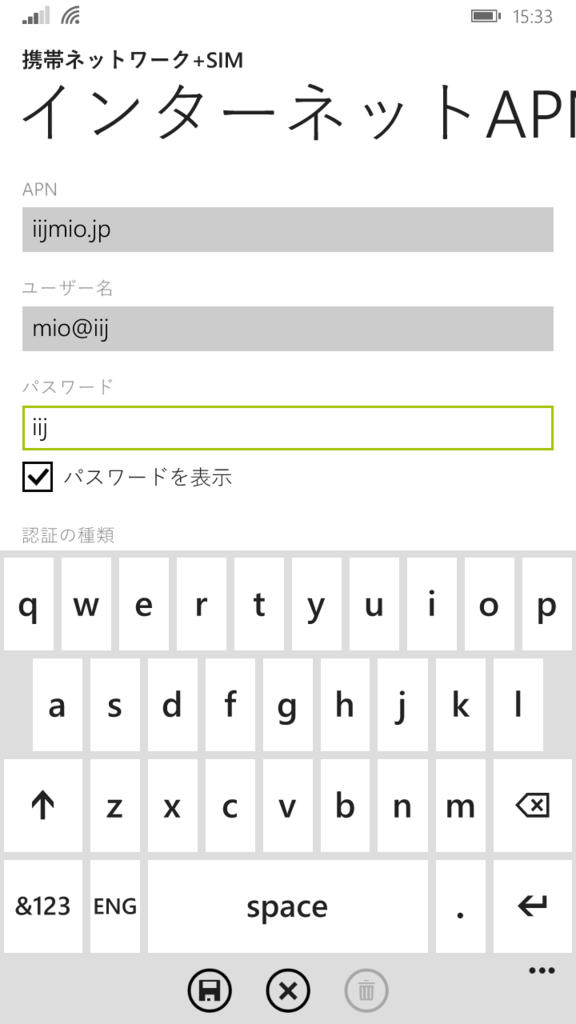 15:33
携帯ネットワーク+SIM
インターネットAPN
APN
iijmio.jp
ユーザー名
mio@iij
パスワード
iij
パスワードを表示
認証の種類
q w e r t y u i o p
a s d f g h j k l
z x c v b n m
&123 ENG space .